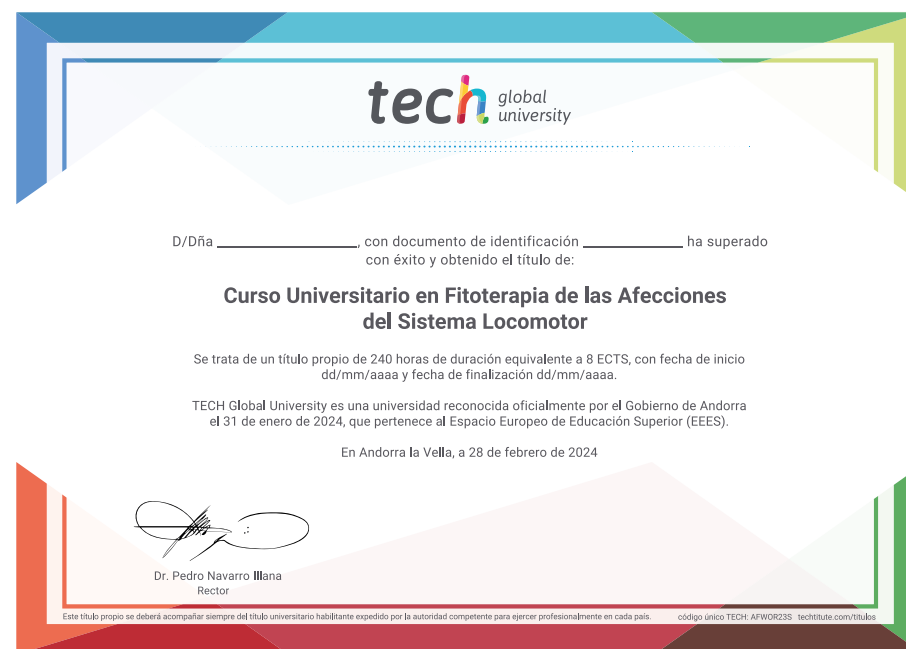 tech global university
D/Dña ____________, con documento de identificación ____________ ha superado
con éxito y obtenido el título de:
Curso Universitario en Fitoterapia de las Afecciones
del Sistema Locomotor
Se trata de un título propio de 240 horas de duración equivalente a 8 ECTS, con fecha de inicio
dd/mm/aaaa y fecha de finalización dd/mm/aaaa.
TECH Global University es una universidad reconocida oficialmente por el Gobierno de Andorra
el 31 de enero de 2024, que pertenece al Espacio Europeo de Educación Superior (EEES).
En Andorra la Vella, a 28 de febrero de 2024
Dr. Pedro Navarro Illana
Rector
Este título propio se deberá acompañar siempre del título universitario habilitante expedido por la autoridad competente para ejercer profesionalmente en cada país. código único TECH: AFWOR23S techtitute.com/titulos